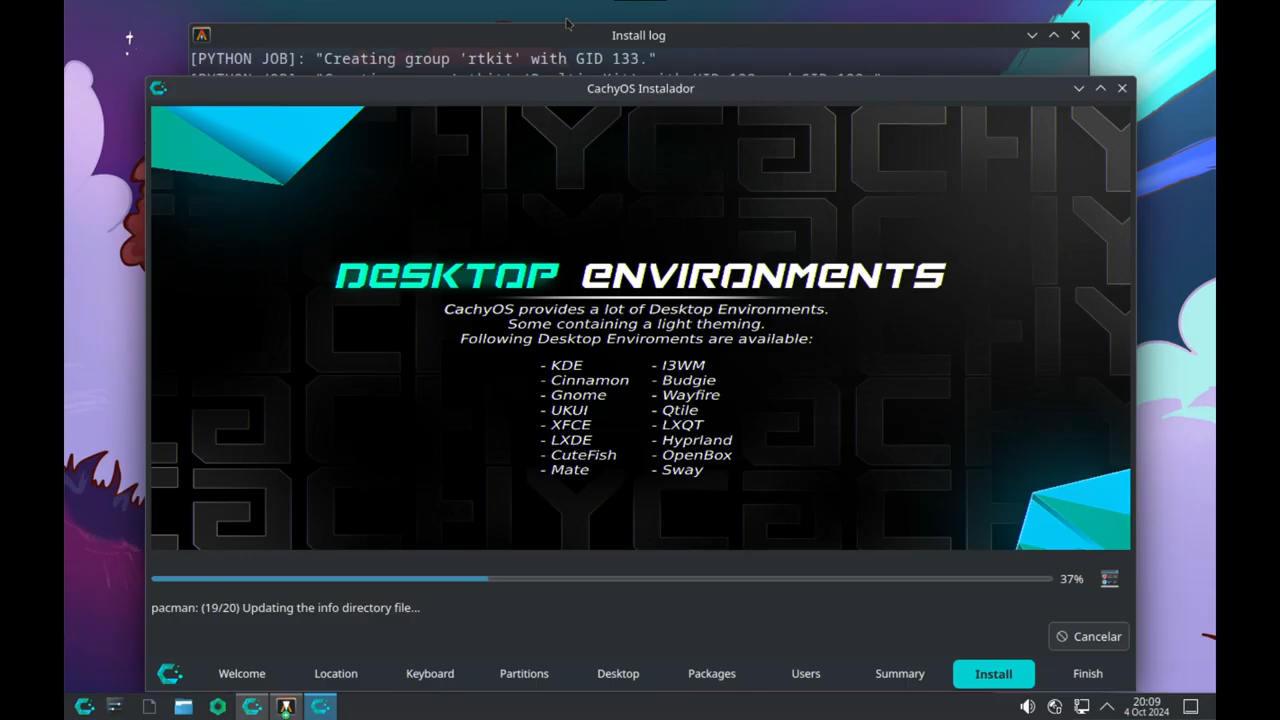 Install log
[PYTHON JOB]: "Creating group 'rtkit' with GID 133."
CachyOS Instalador
DESKTOP ENVIRONMENTS
CachyOS provides a lot of Desktop Environments.
Some containing a light theming.
Following Desktop Enviroments are available:
- KDE
- Cinnamon
- Gnome
- UKUI
- XFCE
- LXDE
- CuteFish
- Mate
- I3WM
- Budgie
- Wayfire
- Qtile
- LXQT
- Hyprland
- OpenBox
- Sway
37%
pacman: (19/20) Updating the info directory file...
Cancelar
Welcome
Location
Keyboard
Partitions
Desktop
Packages
Users
Summary
Install
Finish
20:09
4 Oct 2024